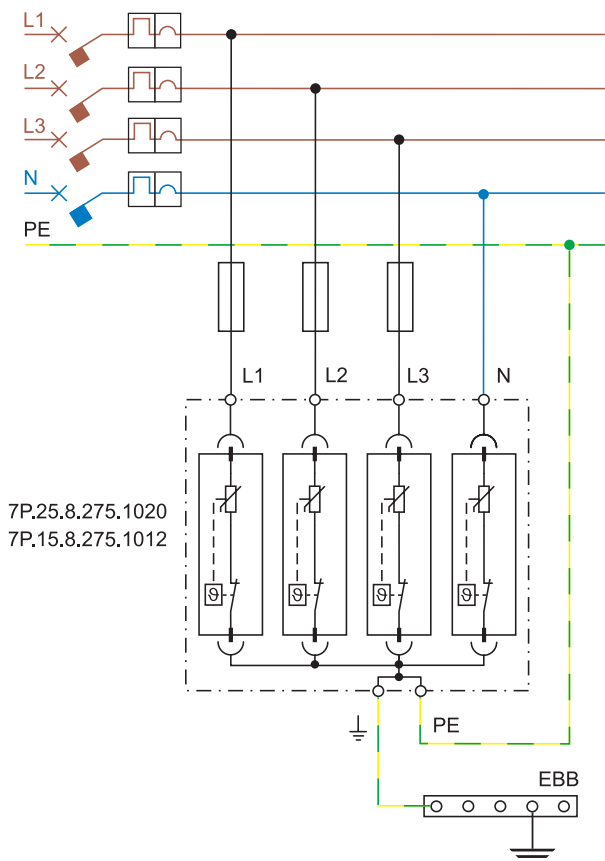 L1
L2
L3
N
PE
L1 L2 L3 N
7P.25.8.275.1020
7P.15.8.275.1012
ϑ ϑ ϑ ϑ
PE
EBB